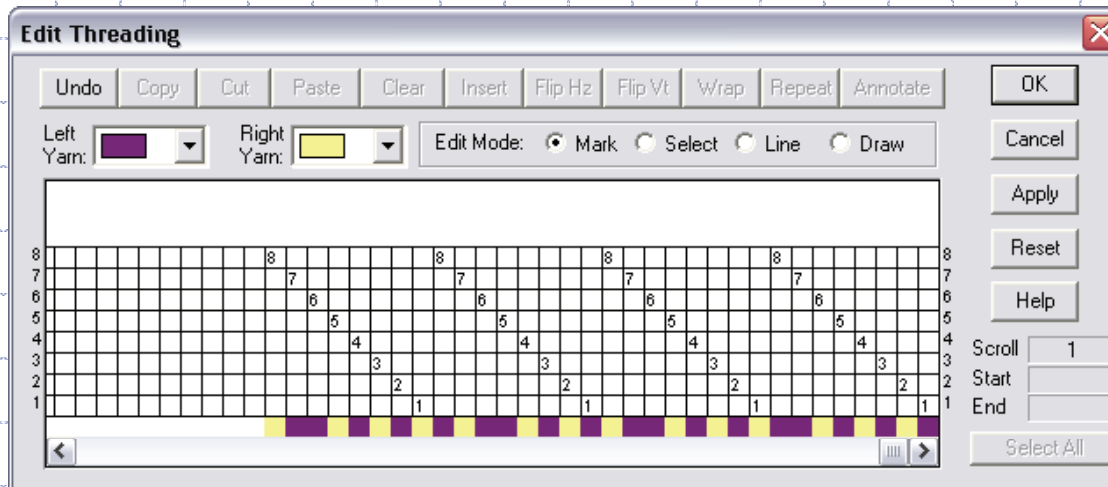 Edit Threading
Undo Copy Cut Paste Clear Insert Flip Hz Flip Vt Wrap Repeat Annotate OK
Left Yarn: Right Yarn: Edit Mode: Mark Select Line Draw Cancel
Apply
8 8 8 8 8 8 Reset
7 7 7 7 7 7
6 6 6 6 6 6 Help
5 5 5 5 5 5
4 4 4 4 4 4 Scroll 1
3 3 3 3 3 3
2 2 2 2 2 2 Start
1 1 1 1 1 1 End
Select All